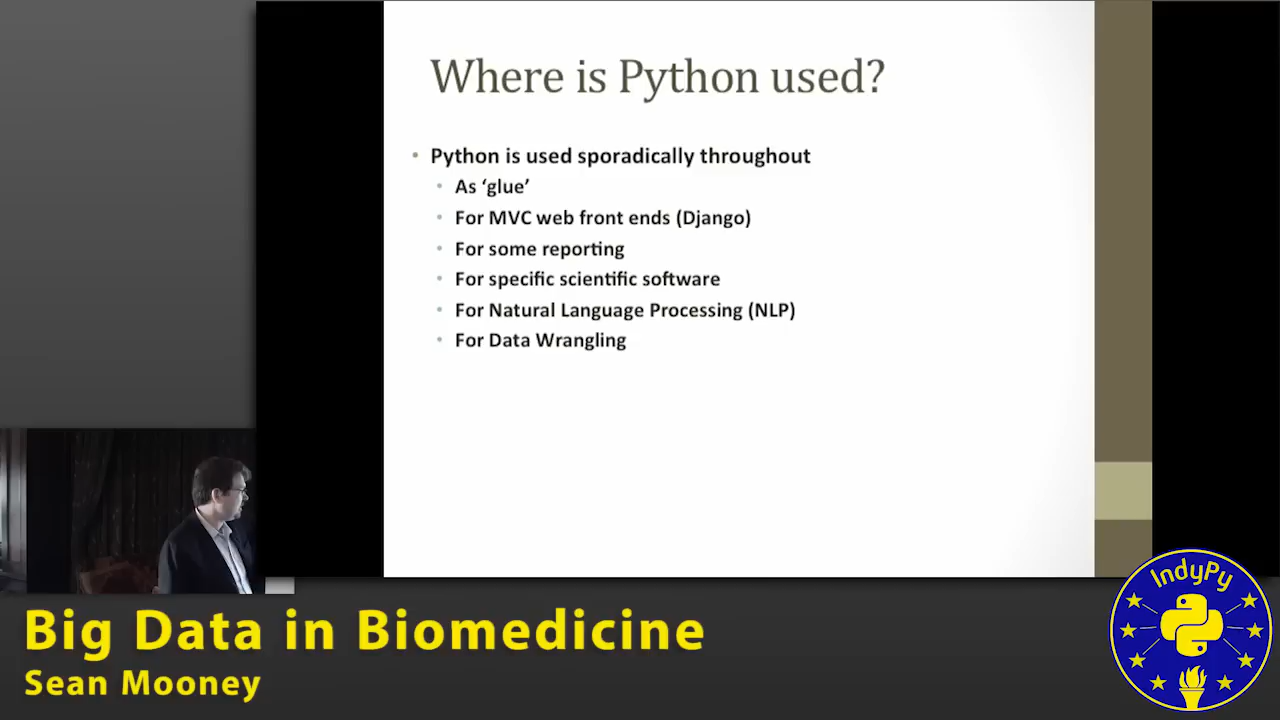 Where is Python used?
• Python is used sporadically throughout
• As ‘glue’
• For MVC web front ends (Django)
• For some reporting
• For specific scientific software
• For Natural Language Processing (NLP)
• For Data Wrangling
Big Data in Biomedicine
Sean Mooney
IndyPy